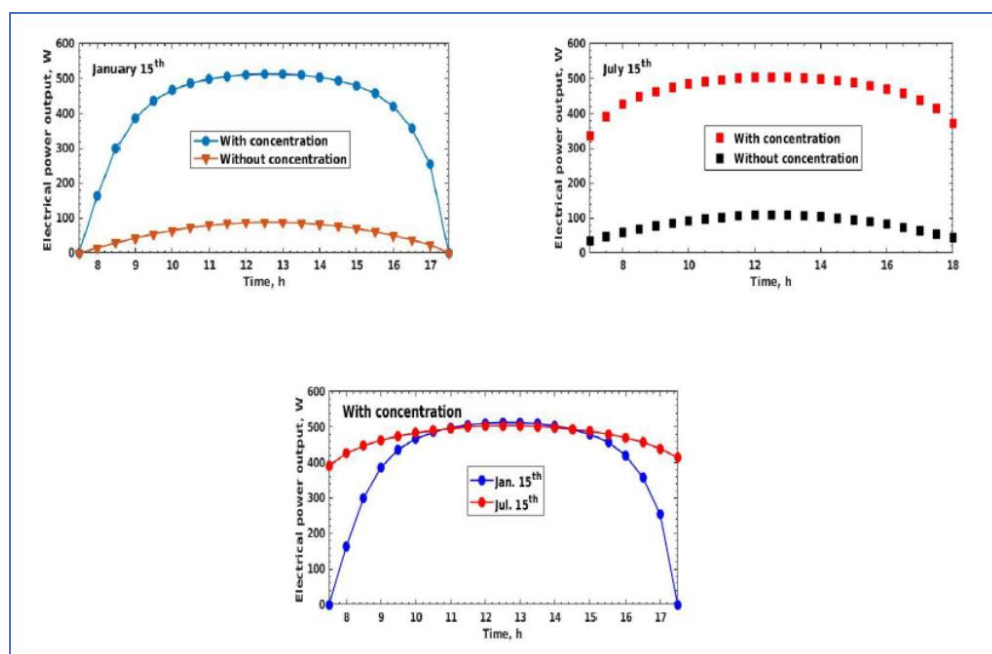 600
500
400
300
200
100
0
Electrical power output, W
January 15th
With concentration
Without concentration
8 9 10 11 12 13 14 15 16 17
Time, h
600
500
400
300
200
100
0
Electrical power output, W
July 15th
With concentration
Without concentration
8 10 12 14 16 18
Time, h
600
500
400
300
200
100
0
Electrical power output, W
With concentration
Jan. 15th
Jul. 15th
8 9 10 11 12 13 14 15 16 17
Time, h